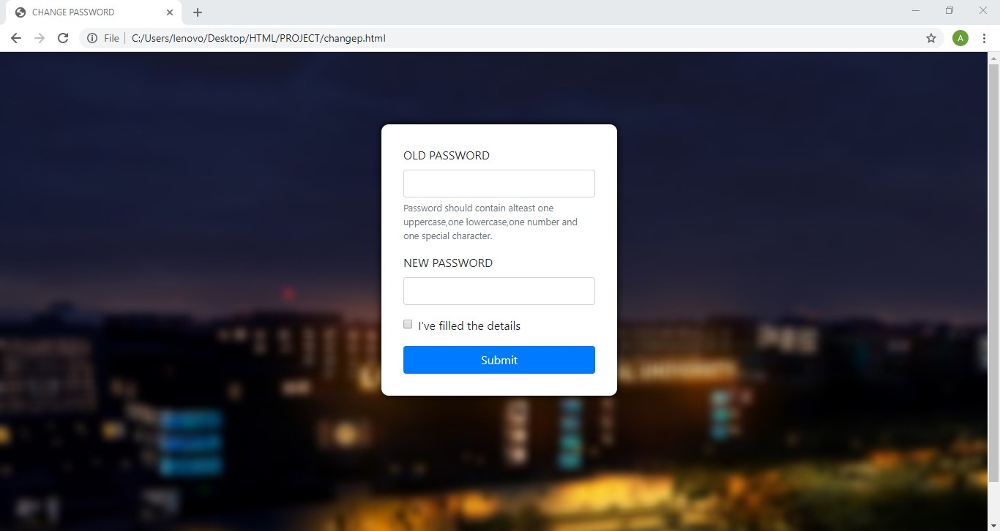 CHANGE PASSWORD
File C:/Users/lenovo/Desktop/HTML/PROJECT/changep.html
A
OLD PASSWORD
Password should contain alteast one
uppercase,one lowercase,one number and
one special character.
NEW PASSWORD
I've filled the details
Submit